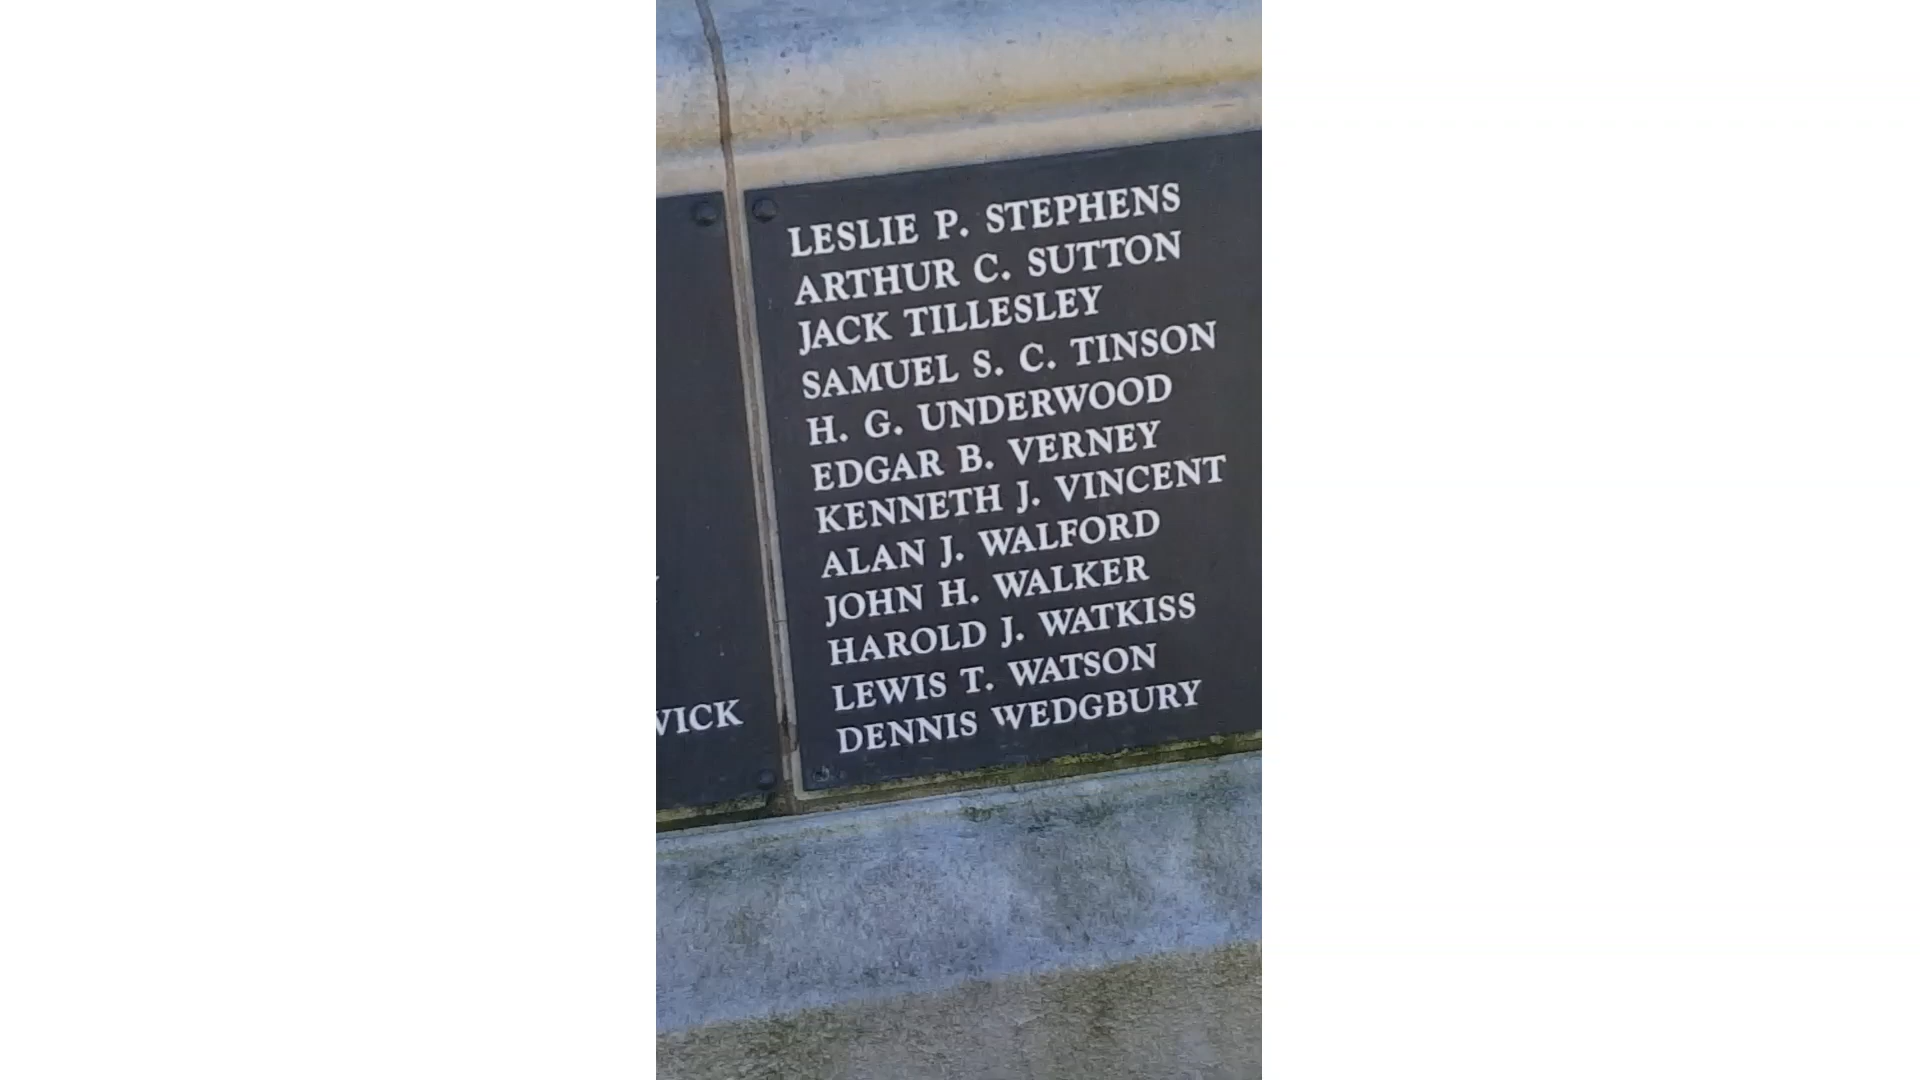 LESLIE P. STEPHENS
ARTHUR C. SUTTON
JACK TILLESLEY
SAMUEL S. C. TINSON
H. G. UNDERWOOD
EDGAR B. VERNEY
KENNETH J. VINCENT
ALAN J. WALFORD
JOHN H. WALKER
HAROLD J. WATKISS
LEWIS T. WATSON
DENNIS WEDGBURY